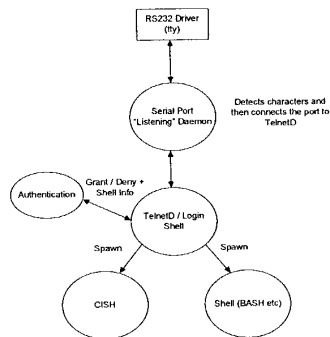 RS232 Driver
(tty)
Serial Port
"Listening" Daemon
Detects characters and
then connects the port to
TelnetD
Grant / Deny +
Shell Info
Authentication
TelnetD / Login
Shell
Spawn
Spawn
CISH
Shell (BASH etc)